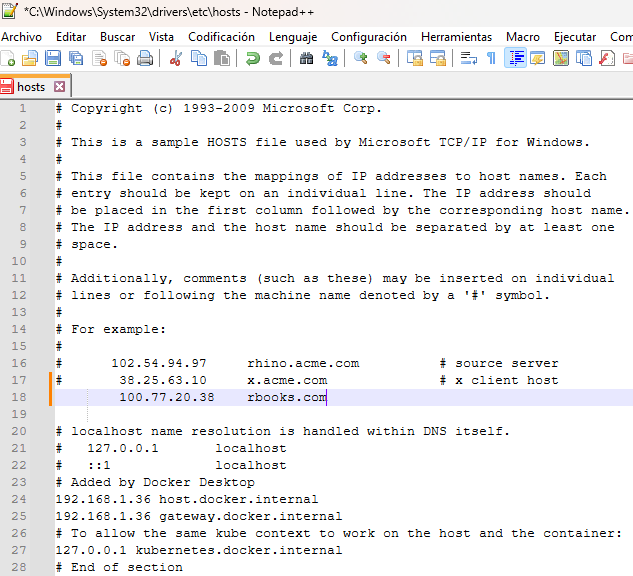 *C:\Windows\System32\drivers\etc\hosts - Notepad++
Archivo Editar Buscar Vista Codificación Lenguaje Configuración Herramientas Macro Ejecutar Com
hosts
1 # Copyright (c) 1993-2009 Microsoft Corp.
2 #
3 # This is a sample HOSTS file used by Microsoft TCP/IP for Windows.
4 #
5 # This file contains the mappings of IP addresses to host names. Each
6 # entry should be kept on an individual line. The IP address should
7 # be placed in the first column followed by the corresponding host name.
8 # The IP address and the host name should be separated by at least one
9 # space.
10 #
11 # Additionally, comments (such as these) may be inserted on individual
12 # lines or following the machine name denoted by a '#' symbol.
13 #
14 # For example:
15 #
16 # 102.54.94.97 rhino.acme.com # source server
17 # 38.25.63.10 x.acme.com # x client host
18 100.77.20.38 rbooks.com
19
20 # localhost name resolution is handled within DNS itself.
21 # 127.0.0.1 localhost
22 # ::1 localhost
23 # Added by Docker Desktop
24 192.168.1.36 host.docker.internal
25 192.168.1.36 gateway.docker.internal
26 # To allow the same kube context to work on the host and the container:
27 127.0.0.1 kubernetes.docker.internal
28 # End of section